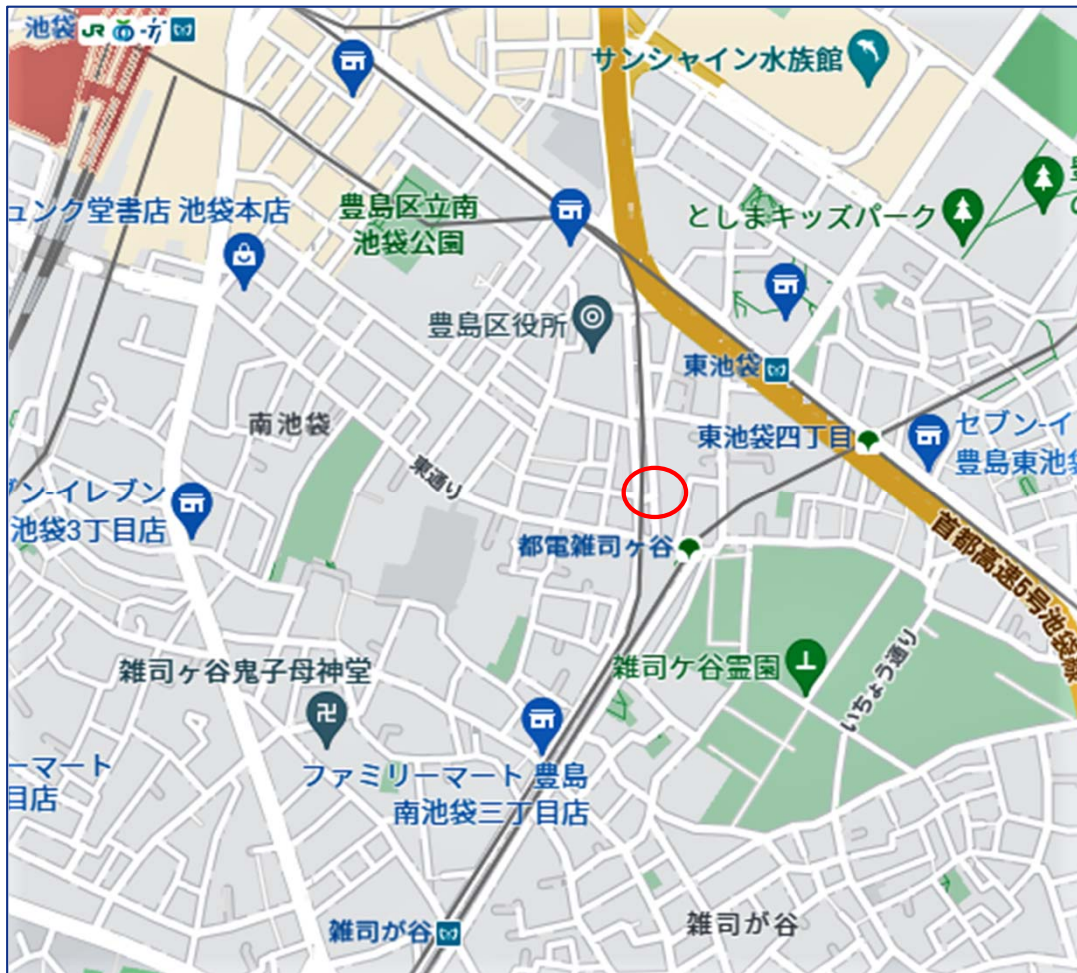 池袋
サンシャイン水族館
ュンク堂書店 池袋本店
豊島区立南
池袋公園
としまキッズパーク
豊島区役所
東池袋
南池袋
東池袋四丁目
セブン-イ
豊島東池袋
東通り
ブン-イレブン
池袋3丁目店
都電雑司ヶ谷
首都高速5号池袋線
雑司ヶ谷鬼子母神堂
雑司ケ谷霊園
いちょう通り
ーマート
目店
ファミリーマート 豊島
南池袋三丁目店
雑司が谷
雑司が谷